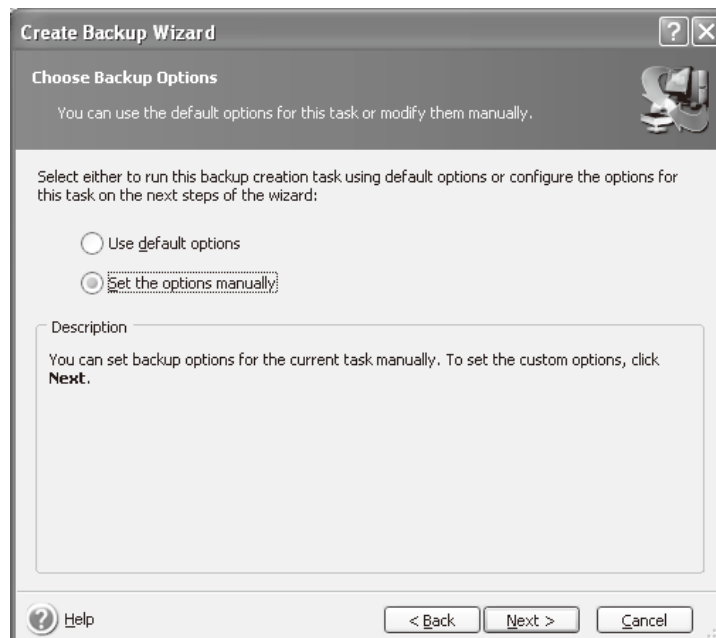 Create Backup Wizard
?
Choose Backup Options
You can use the default options for this task or modify them manually.
Select either to run this backup creation task using default options or configure the options for
this task on the next steps of the wizard:
Use default options
Set the options manually
Description
You can set backup options for the current task manually. To set the custom options, click
Next.
? Help
< Back Next > Cancel